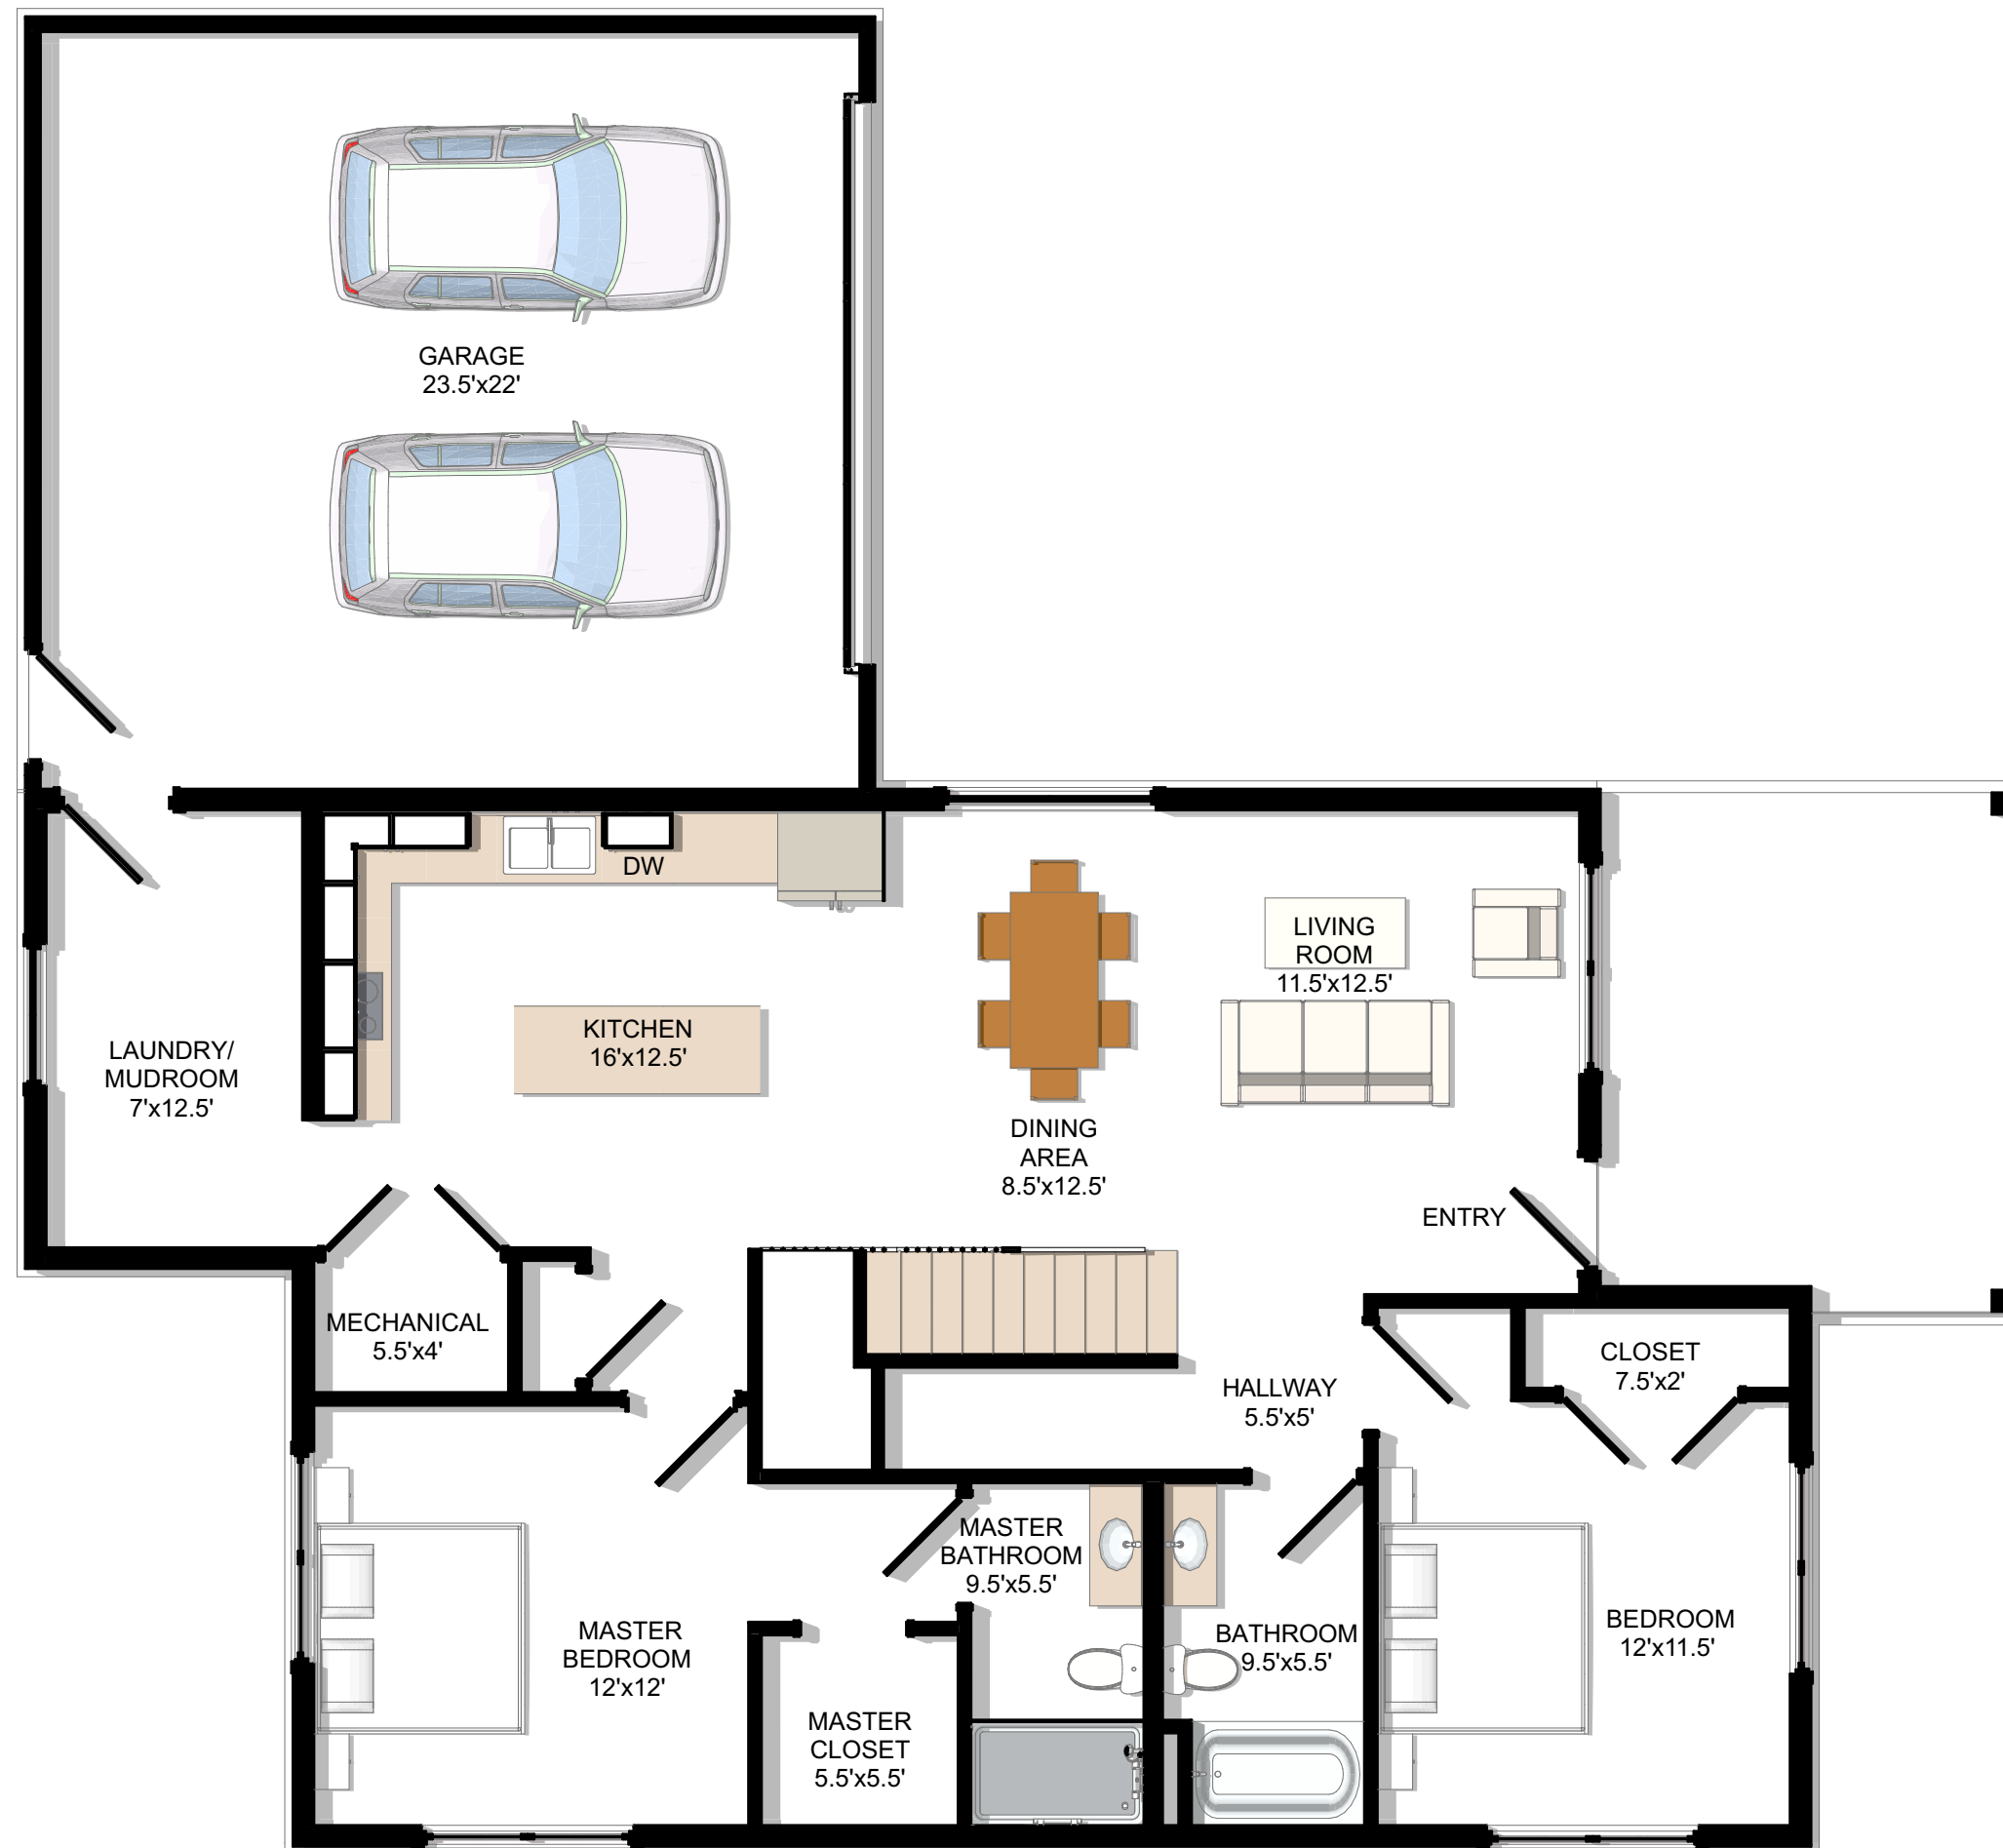 GARAGE
23.5'x22'
DW
LIVING
ROOM
11.5'x12.5'
KITCHEN
16'x12.5'
LAUNDRY/
MUDROOM
7'x12.5'
DINING
AREA
8.5'x12.5'
ENTRY
MECHANICAL
5.5'x4'
CLOSET
7.5'x2'
HALLWAY
5.5'x5'
MASTER
BATHROOM
9.5'x5.5'
MASTER
BEDROOM
12'x12'
BATHROOM
9.5'x5.5'
BEDROOM
12'x11.5'
MASTER
CLOSET
5.5'x5.5'